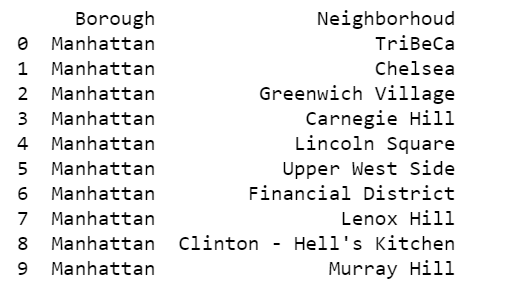 Borough Neighborhoud
0 Manhattan TriBeCa
1 Manhattan Chelsea
2 Manhattan Greenwich Village
3 Manhattan Carnegie Hill
4 Manhattan Lincoln Square
5 Manhattan Upper West Side
6 Manhattan Financial District
7 Manhattan Lenox Hill
8 Manhattan Clinton - Hell's Kitchen
9 Manhattan Murray Hill